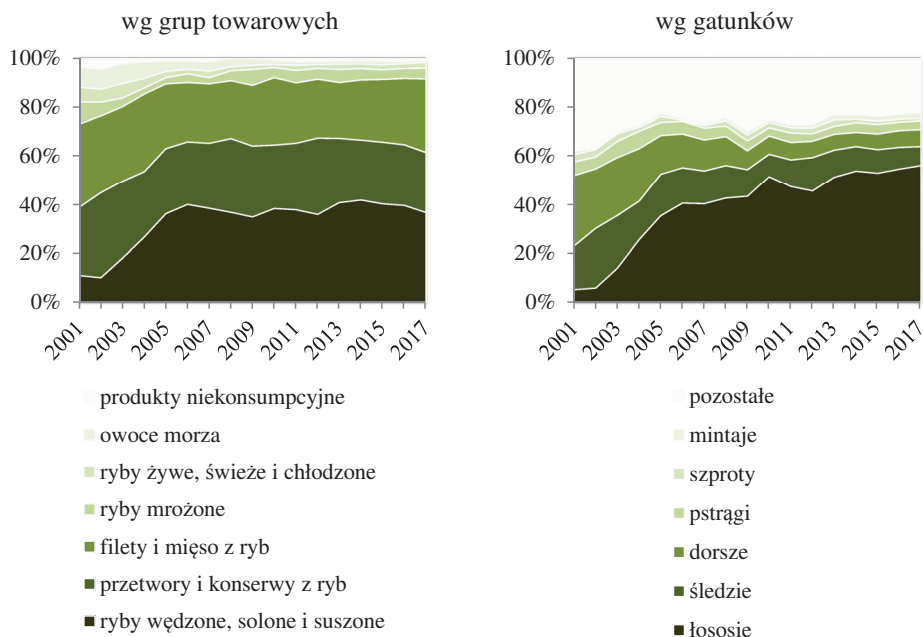 wg grup towarowych
100%
80%
60%
40%
20%
0%
2001
2003
2005
2007
2009
2011
2013
2015
2017
produkty niekonsumpcyjne
owoce morza
ryby żywe, świeże i chłodzone
ryby mrożone
filety i mięso z ryb
przetwory i konserwy z ryb
ryby wędzone, solone i suszone
wg gatunków
100%
80%
60%
40%
20%
0%
2001
2003
2005
2007
2009
2011
2013
2015
2017
pozostałe
mintaje
szproty
pstrągi
dorsze
śledzie
łososie